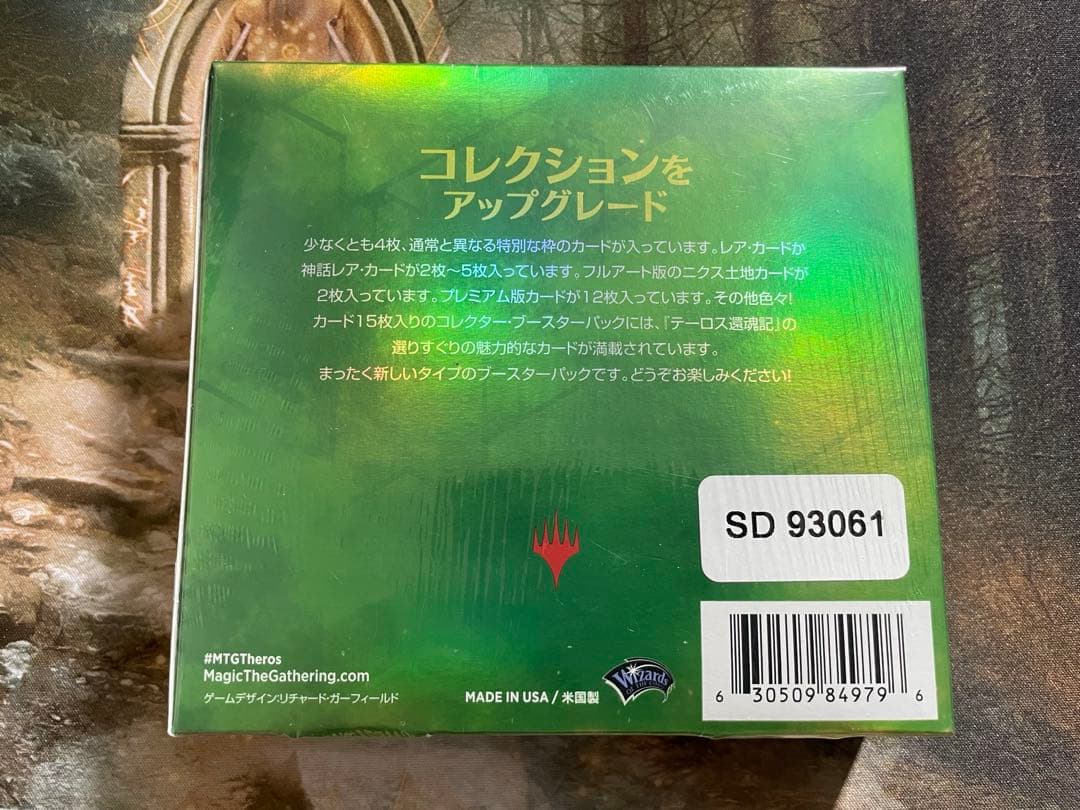 コレクションを
アップグレード
少なくとも4枚、通常と異なる特別な枠のカードが入っています。レア・カードか
神話レア・カードが2枚〜5枚入っています。フルアート版のニクス土地カードが
2枚入っています。プレミアム版カードが12枚入っています。その他色々!
カード15枚入りのコレクター・ブースターパックには、『テーロス還魂記』の
選りすぐりの魅力的なカードが満載されています。
まったく新しいタイプのブースターパックです。どうぞお楽しみください!
SD 93061
#MTGTheros
MagicTheGathering.com
ゲームデザイン:リチャード・ガーフィールド
MADE IN USA / 米国製
Wizards
OF THE COAST
6 30509 84979 6